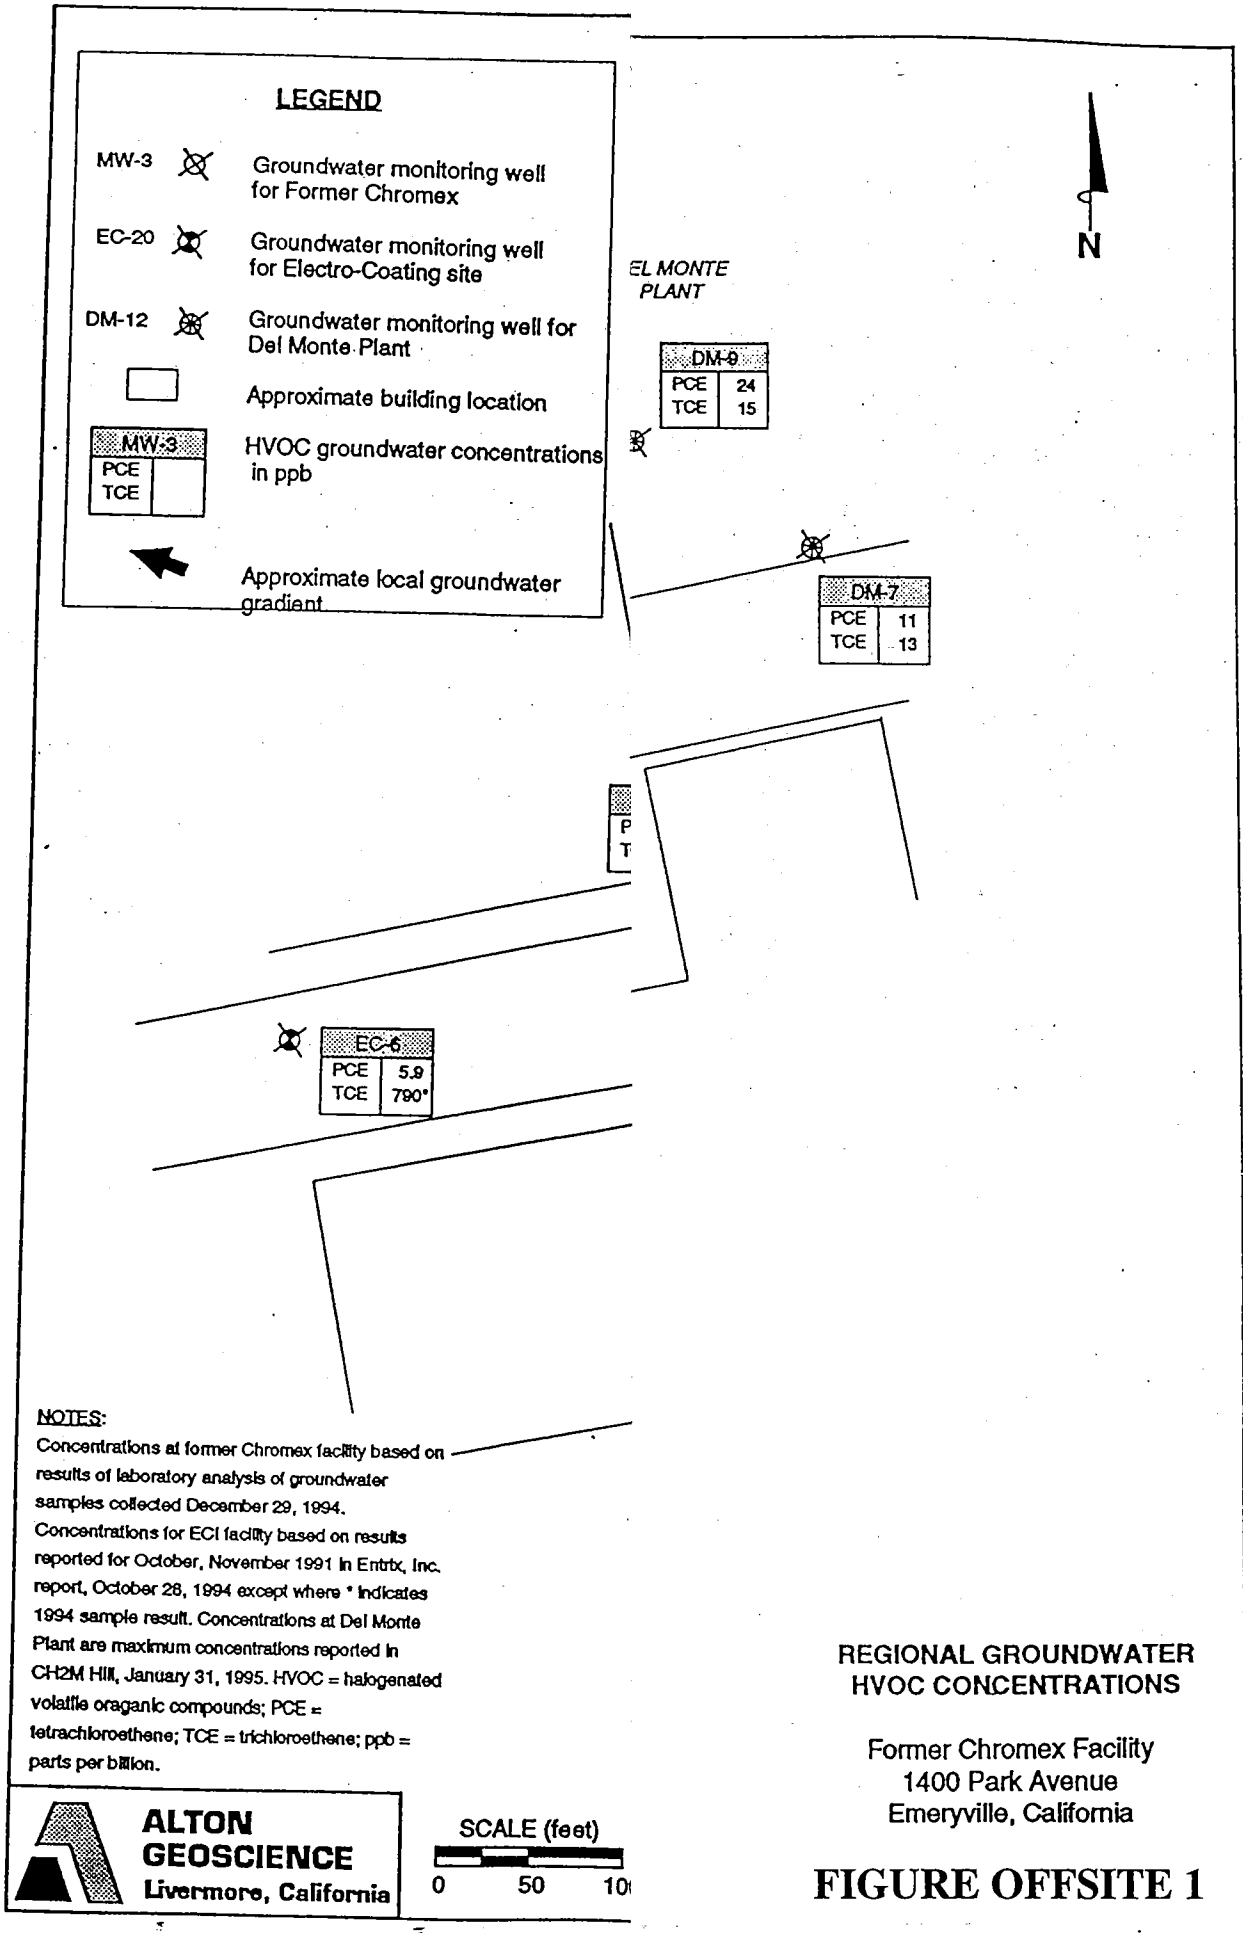 LEGEND
MW-3
Groundwater monitoring well
for Former Chromex
EC-20
Groundwater monitoring well
for Electro-Coating site
DM-12
Groundwater monitoring well for
Del Monte Plant
Approximate building location
MW-3
PCE
TCE
HVOC groundwater concentrations
in ppb
Approximate local groundwater
gradient
N
EL MONTE
PLANT
DM-9
PCE 24
TCE 15
DM-7
PCE 11
TCE 13
P
T
EC-6
PCE 5.9
TCE 790*
NOTES:
Concentrations at former Chromex facility based on
results of laboratory analysis of groundwater
samples collected December 29, 1994.
Concentrations for ECI facility based on results
reported for October, November 1991 in Entrix, Inc.
report, October 26, 1994 except where * indicates
1994 sample result. Concentrations at Del Monte
Plant are maximum concentrations reported in
CH2M Hill, January 31, 1995. HVOC = halogenated
volatile oraganic compounds; PCE =
tetrachloroethene; TCE = trichloroethene; ppb =
parts per billion.
ALTON
GEOSCIENCE
Livermore, California
SCALE (feet)
0 50 10
REGIONAL GROUNDWATER
HVOC CONCENTRATIONS
Former Chromex Facility
1400 Park Avenue
Emeryville, California
FIGURE OFFSITE 1